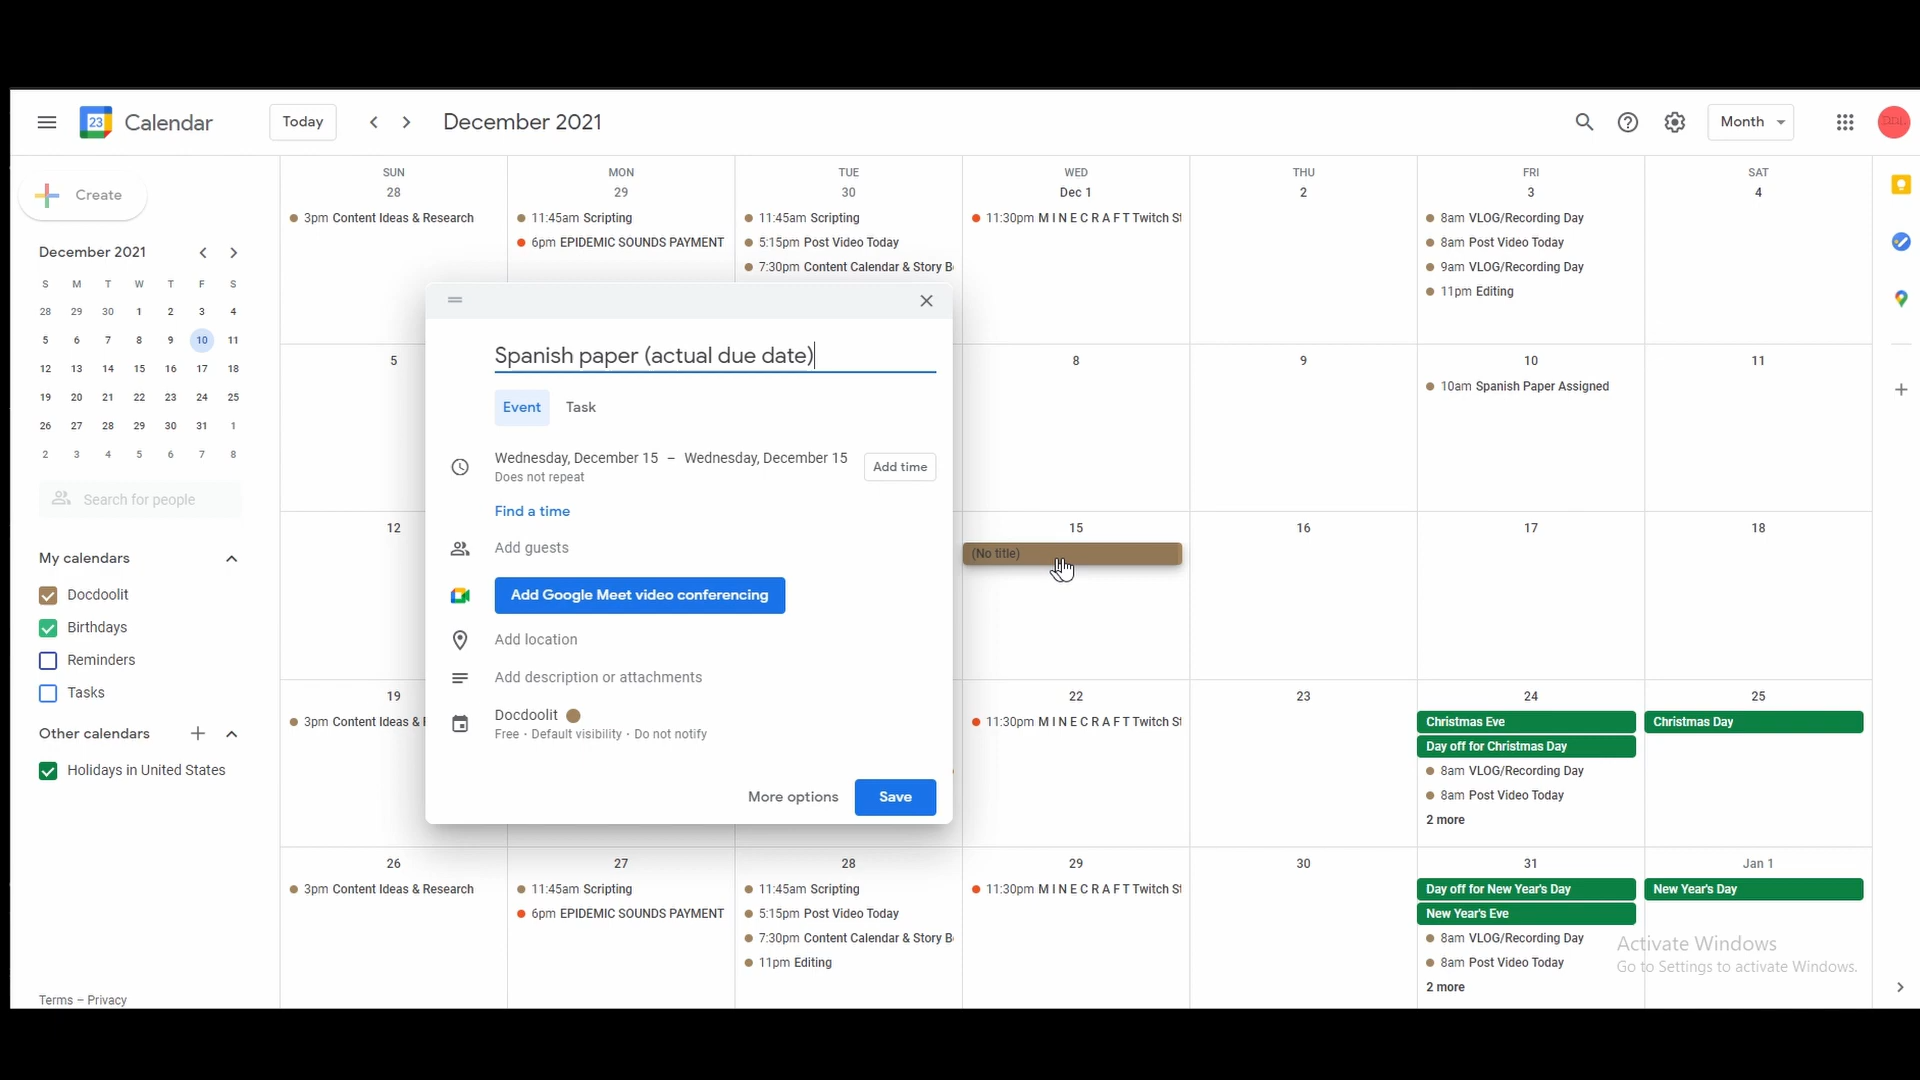 23 Calendar Today December 2021 Month
Create
December 2021
S M T W T F S
28 29 30 1 2 3 4
5 6 7 8 9 10 11
12 13 14 15 16 17 18
19 20 21 22 23 24 25
26 27 28 29 30 31 1
2 3 4 5 6 7 8
Search for people
My calendars
Docdoolit
Birthdays
Reminders
Tasks
Other calendars
Holidays in United States
Terms – Privacy
SUN MON TUE WED THU FRI SAT
28 29 30 Dec 1 2 3 4
3pm Content Ideas & Research
11:45am Scripting
6pm EPIDEMIC SOUNDS PAYMENT
11:45am Scripting
5:15pm Post Video Today
7:30pm Content Calendar & Story B
11:30pm M I N E C R A F T Twitch St
8am VLOG/Recording Day
8am Post Video Today
9am VLOG/Recording Day
11pm Editing
Spanish paper (actual due date)
Event Task
Wednesday, December 15 – Wednesday, December 15 Add time
Does not repeat
Find a time
Add guests
Add Google Meet video conferencing
Add location
Add description or attachments
Docdoolit
Free · Default visibility · Do not notify
More options Save
5 8 9 10 11
10am Spanish Paper Assigned
12 15 16 17 18
(No title)
19 22 23 24 25
3pm Content Ideas &
11:30pm M I N E C R A F T Twitch St
Christmas Eve
Day off for Christmas Day
8am VLOG/Recording Day
8am Post Video Today
2 more
Christmas Day
26 27 28 29 30 31 Jan 1
3pm Content Ideas & Research
11:45am Scripting
6pm EPIDEMIC SOUNDS PAYMENT
11:45am Scripting
5:15pm Post Video Today
7:30pm Content Calendar & Story B
11pm Editing
11:30pm M I N E C R A F T Twitch St
Day off for New Year's Day
New Year's Eve
8am VLOG/Recording Day
8am Post Video Today
2 more
New Year's Day
Activate Windows
Go to Settings to activate Windows.